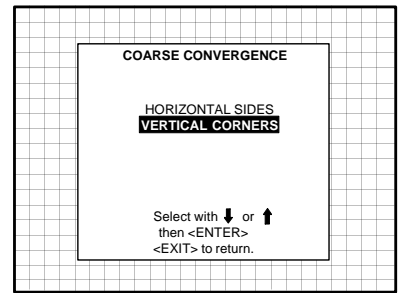 COARSE CONVERGENCE
HORIZONTAL SIDES
VERTICAL CORNERS
Select with ⬇ or ⬆
then <ENTER>
<EXIT> to return.